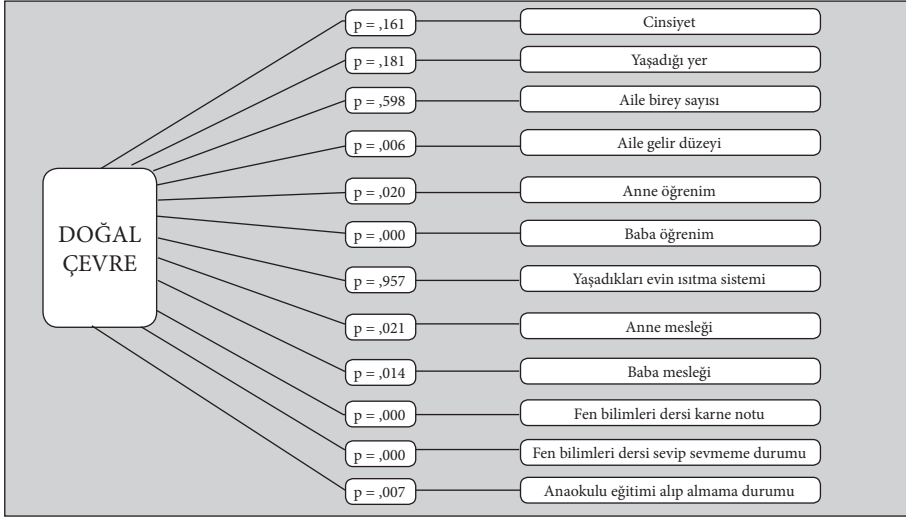 p = ,161 Cinsiyet
p = ,181 Yaşadığı yer
p = ,598 Aile birey sayısı
p = ,006 Aile gelir düzeyi
p = ,020 Anne öğrenim
DOĞAL
ÇEVRE
p = ,000 Baba öğrenim
p = ,957 Yaşadıkları evin ısıtma sistemi
p = ,021 Anne mesleği
p = ,014 Baba mesleği
p = ,000 Fen bilimleri dersi karne notu
p = ,000 Fen bilimleri dersi sevip sevmeme durumu
p = ,007 Anaokulu eğitimi alıp almama durumu